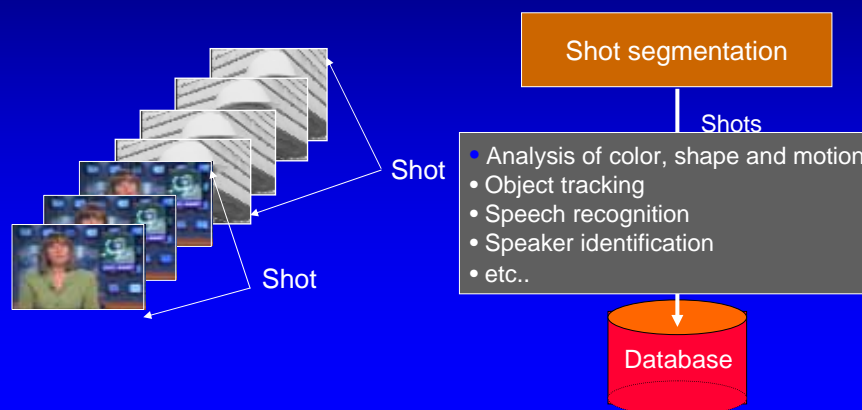 Shot segmentation
Shots
• Analysis of color, shape and motion
• Object tracking
• Speech recognition
• Speaker identification
• etc..
Database
Shot
Shot